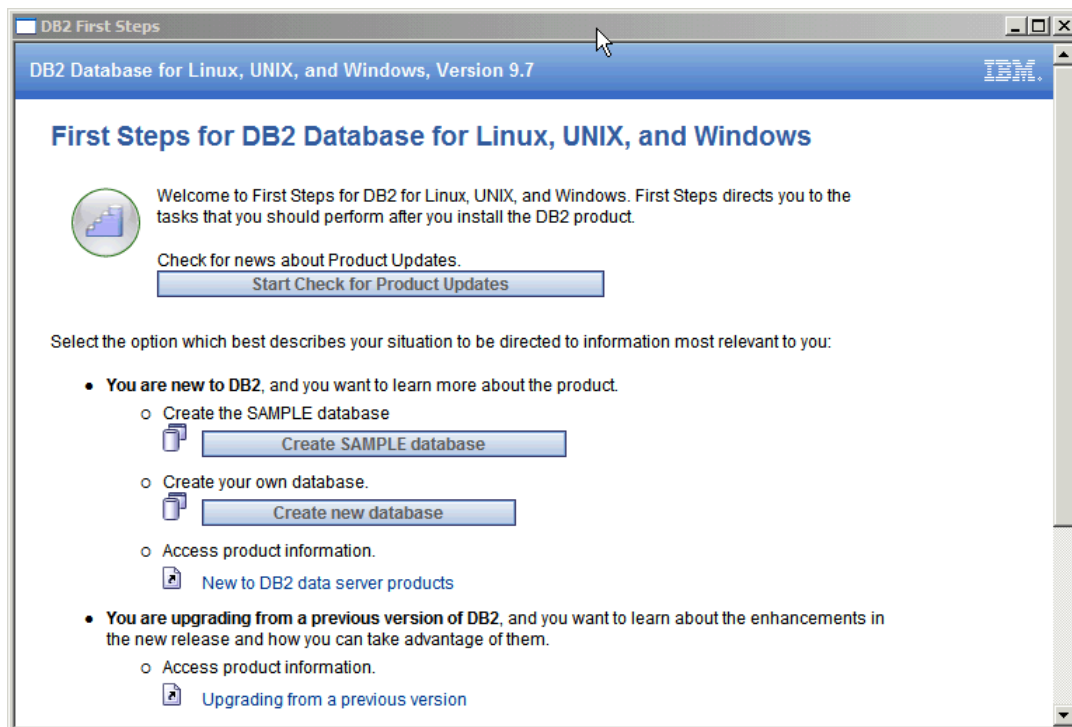 DB2 First Steps
DB2 Database for Linux, UNIX, and Windows, Version 9.7
IBM.
First Steps for DB2 Database for Linux, UNIX, and Windows
Welcome to First Steps for DB2 for Linux, UNIX, and Windows. First Steps directs you to the
tasks that you should perform after you install the DB2 product.
Check for news about Product Updates.
Start Check for Product Updates
Select the option which best describes your situation to be directed to information most relevant to you:
• You are new to DB2, and you want to learn more about the product.
o Create the SAMPLE database
Create SAMPLE database
o Create your own database.
Create new database
o Access product information.
New to DB2 data server products
• You are upgrading from a previous version of DB2, and you want to learn about the enhancements in
the new release and how you can take advantage of them.
o Access product information.
Upgrading from a previous version